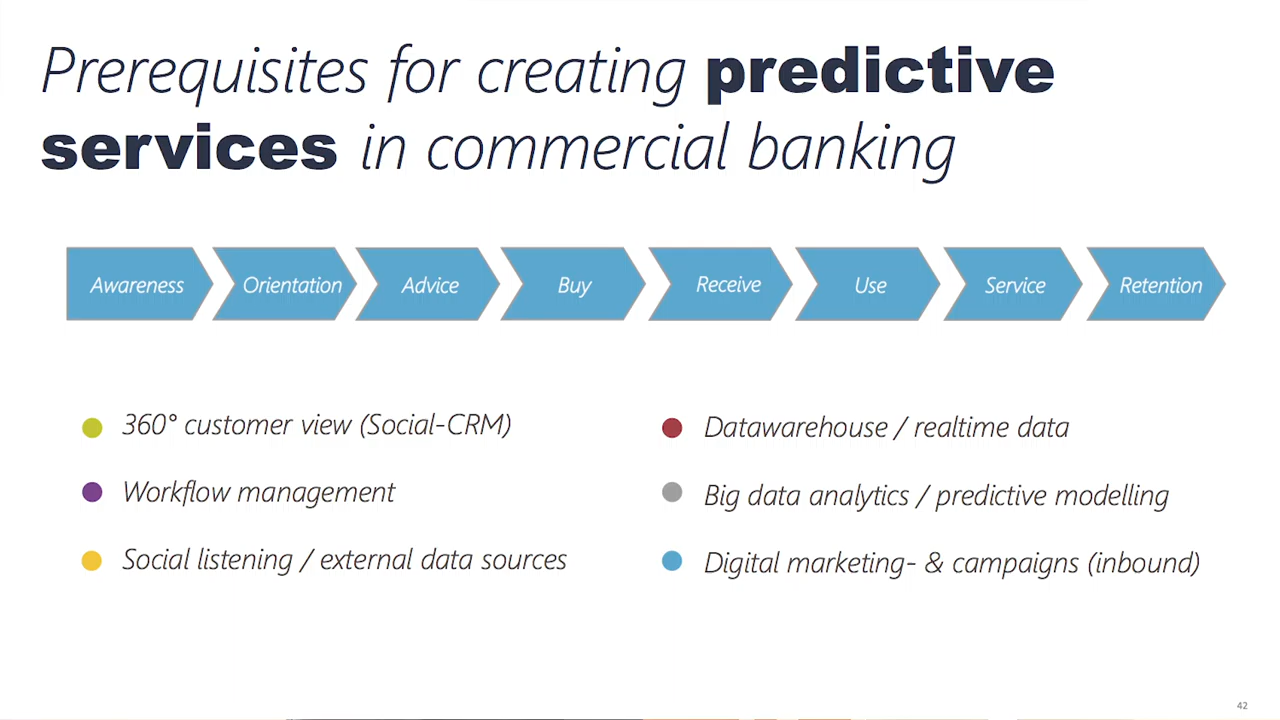 Prerequisites for creating predictive
services in commercial banking
Awareness
Orientation
Advice
Buy
Receive
Use
Service
Retention
360° customer view (Social-CRM)
Workflow management
Social listening / external data sources
Datawarehouse / realtime data
Big data analytics / predictive modelling
Digital marketing- & campaigns (inbound)
42